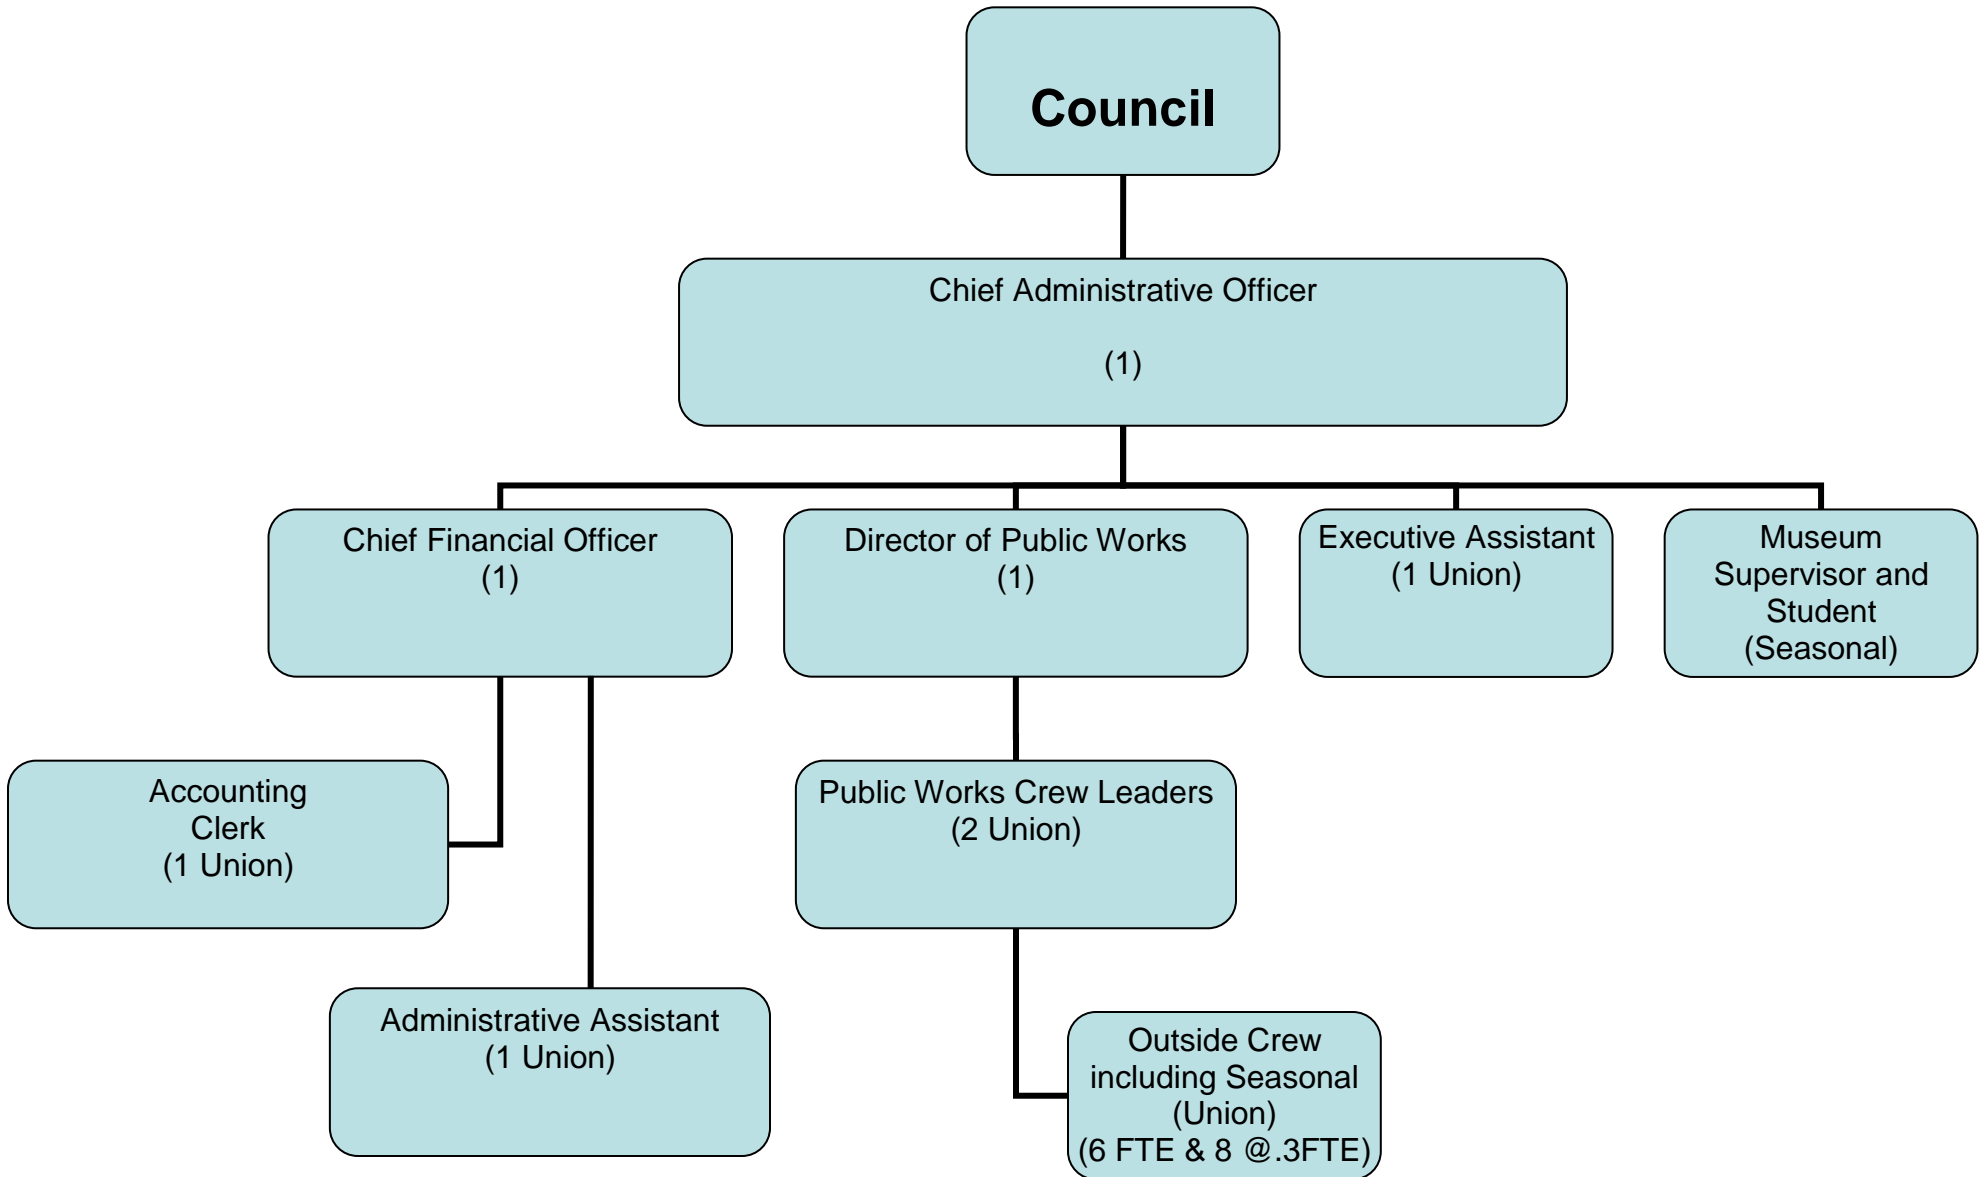 Council
Chief Administrative Officer
(1)
Chief Financial Officer
(1)
Director of Public Works
(1)
Executive Assistant
(1 Union)
Museum
Supervisor and
Student
(Seasonal)
Accounting
Clerk
(1 Union)
Public Works Crew Leaders
(2 Union)
Administrative Assistant
(1 Union)
Outside Crew
including Seasonal
(Union)
(6 FTE & 8 @.3FTE)